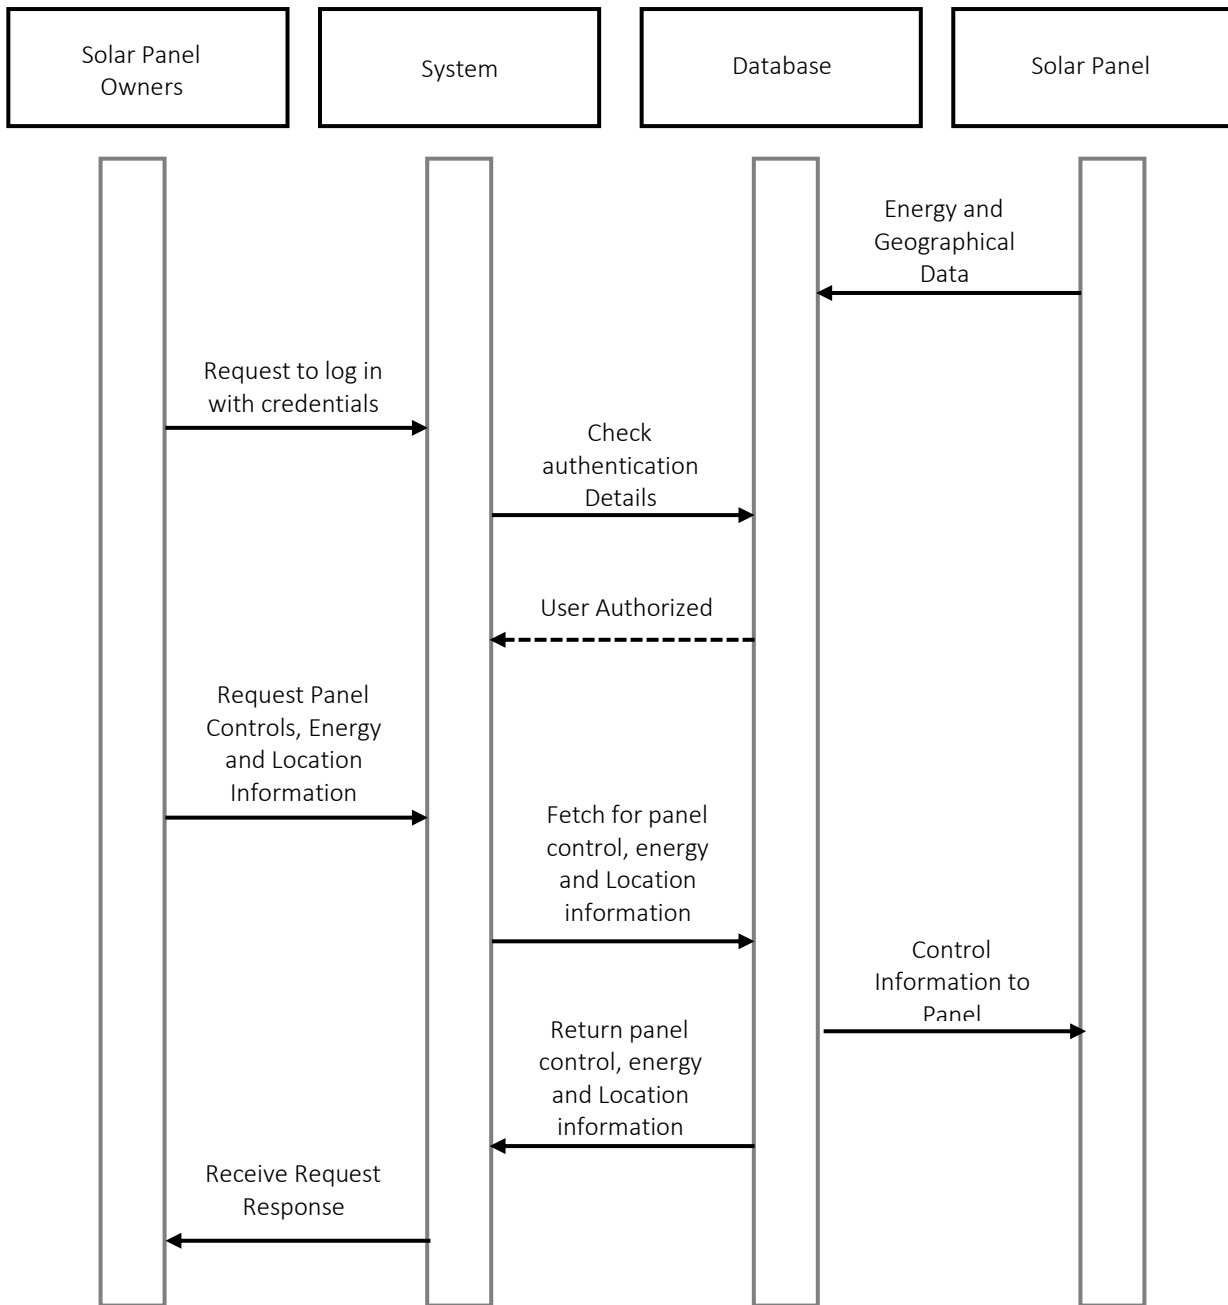 Solar Panel
Owners
System
Database
Solar Panel
Energy and
Geographical
Data
Request to log in
with credentials
Check
authentication
Details
User Authorized
Request Panel
Controls, Energy
and Location
Information
Fetch for panel
control, energy
and Location
information
Control
Information to
Panel
Return panel
control, energy
and Location
information
Receive Request
Response